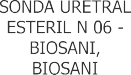 SONDA URETRAL
ESTERIL N 06 -
BIOSANI,
BIOSANI